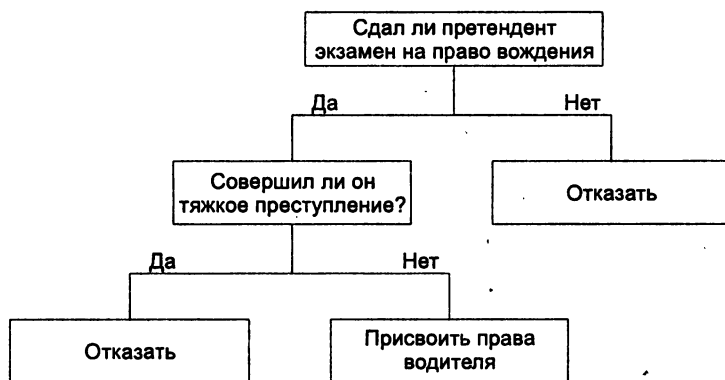 Сдал ли претендент
экзамен на право вождения
Да
Нет
Совершил ли он
тяжкое преступление?
Отказать
Да
Нет
Отказать
Присвоить права
водителя